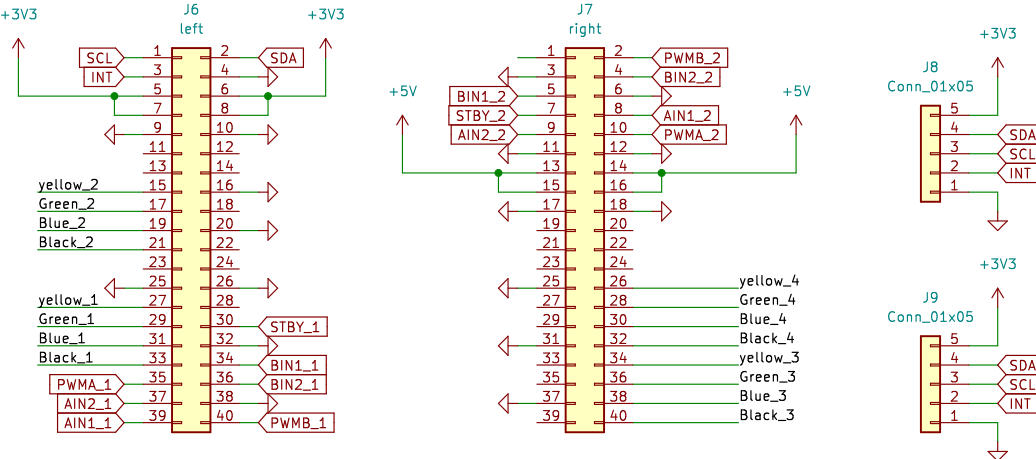 J6
left
+3V3
+3V3
SCL 1 2 SDA
INT 3 4
5 6
7 8
9 10
11 12
13 14
yellow_2 15 16
Green_2 17 18
Blue_2 19 20
Black_2 21 22
23 24
25 26
yellow_1 27 28
Green_1 29 30 STBY_1
Blue_1 31 32
Black_1 33 34 BIN1_1
PWMA_1 35 36 BIN2_1
AIN2_1 37 38
AIN1_1 39 40 PWMB_1
J7
right
+5V
+5V
1 2 PWMB_2
3 4 BIN2_2
BIN1_2 5 6
STBY_2 7 8 AIN1_2
AIN2_2 9 10 PWMA_2
11 12
13 14
15 16
17 18
19 20
21 22
23 24
25 26 yellow_4
27 28 Green_4
29 30 Blue_4
31 32 Black_4
33 34 yellow_3
35 36 Green_3
37 38 Blue_3
39 40 Black_3
+3V3
J8
Conn_01x05
5
4 SDA
3 SCL
2 INT
1
+3V3
J9
Conn_01x05
5
4 SDA
3 SCL
2 INT
1